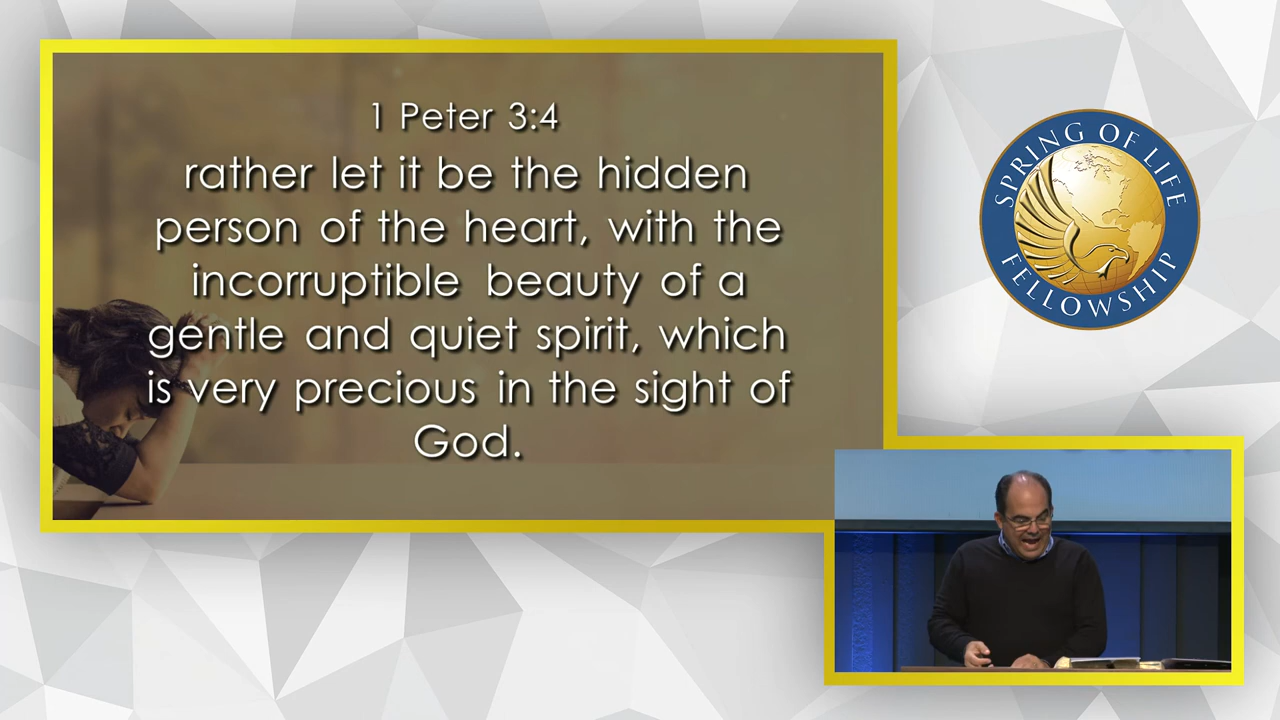 1 Peter 3:4
rather let it be the hidden
person of the heart, with the
incorruptible beauty of a
gentle and quiet spirit, which
is very precious in the sight of
God.
SPRING OF LIFE
FELLOWSHIP